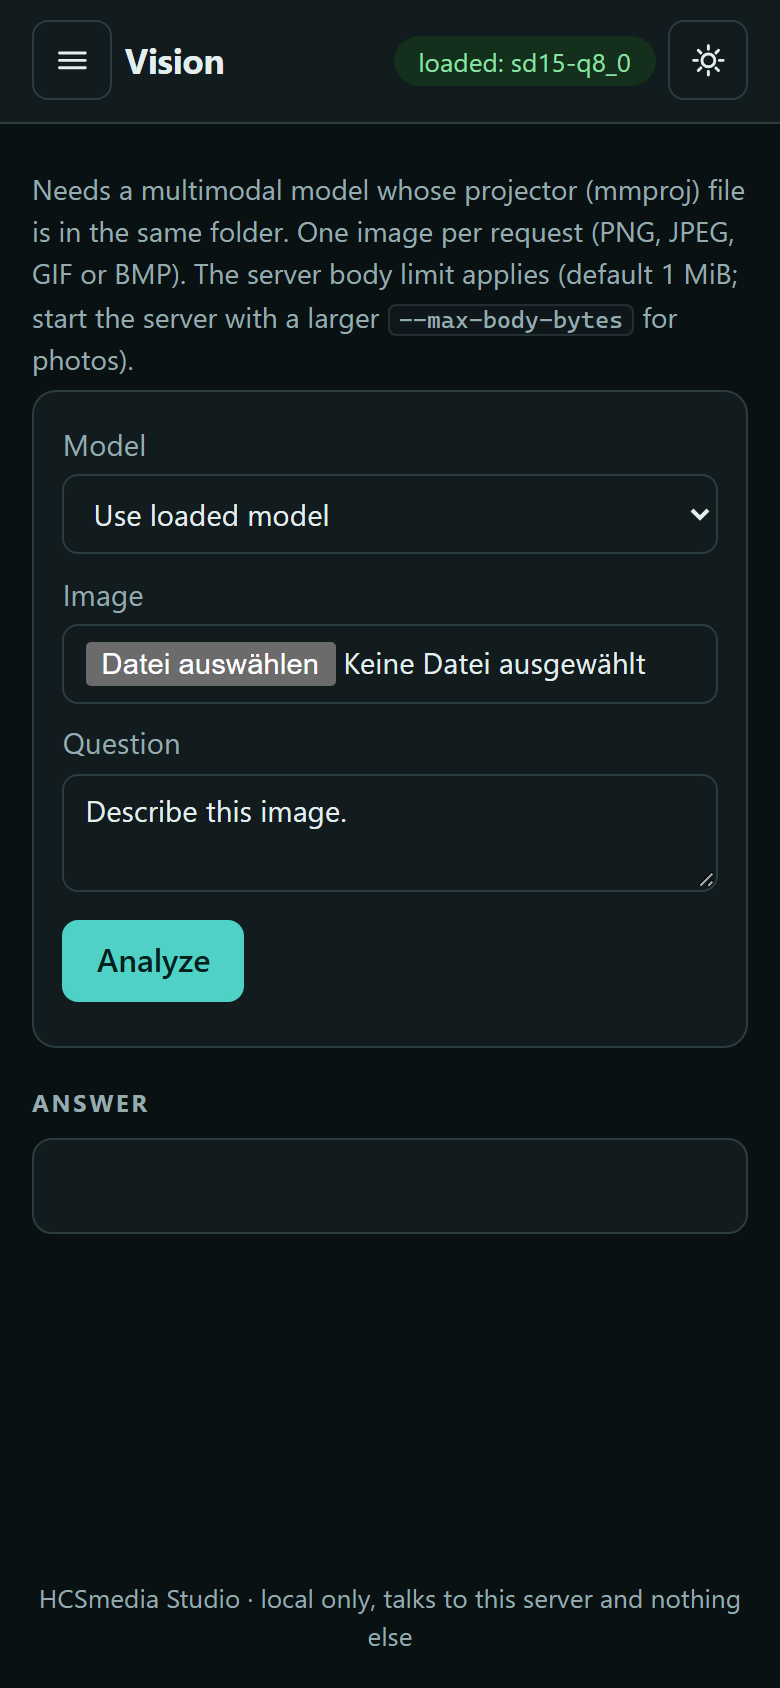 Vision
loaded: sd15-q8_0
Needs a multimodal model whose projector (mmproj) file
is in the same folder. One image per request (PNG, JPEG,
GIF or BMP). The server body limit applies (default 1 MiB;
start the server with a larger --max-body-bytes for
photos).
Model
Use loaded model
Image
Datei auswählen Keine Datei ausgewählt
Question
Describe this image.
Analyze
ANSWER
HCSmedia Studio · local only, talks to this server and nothing
else